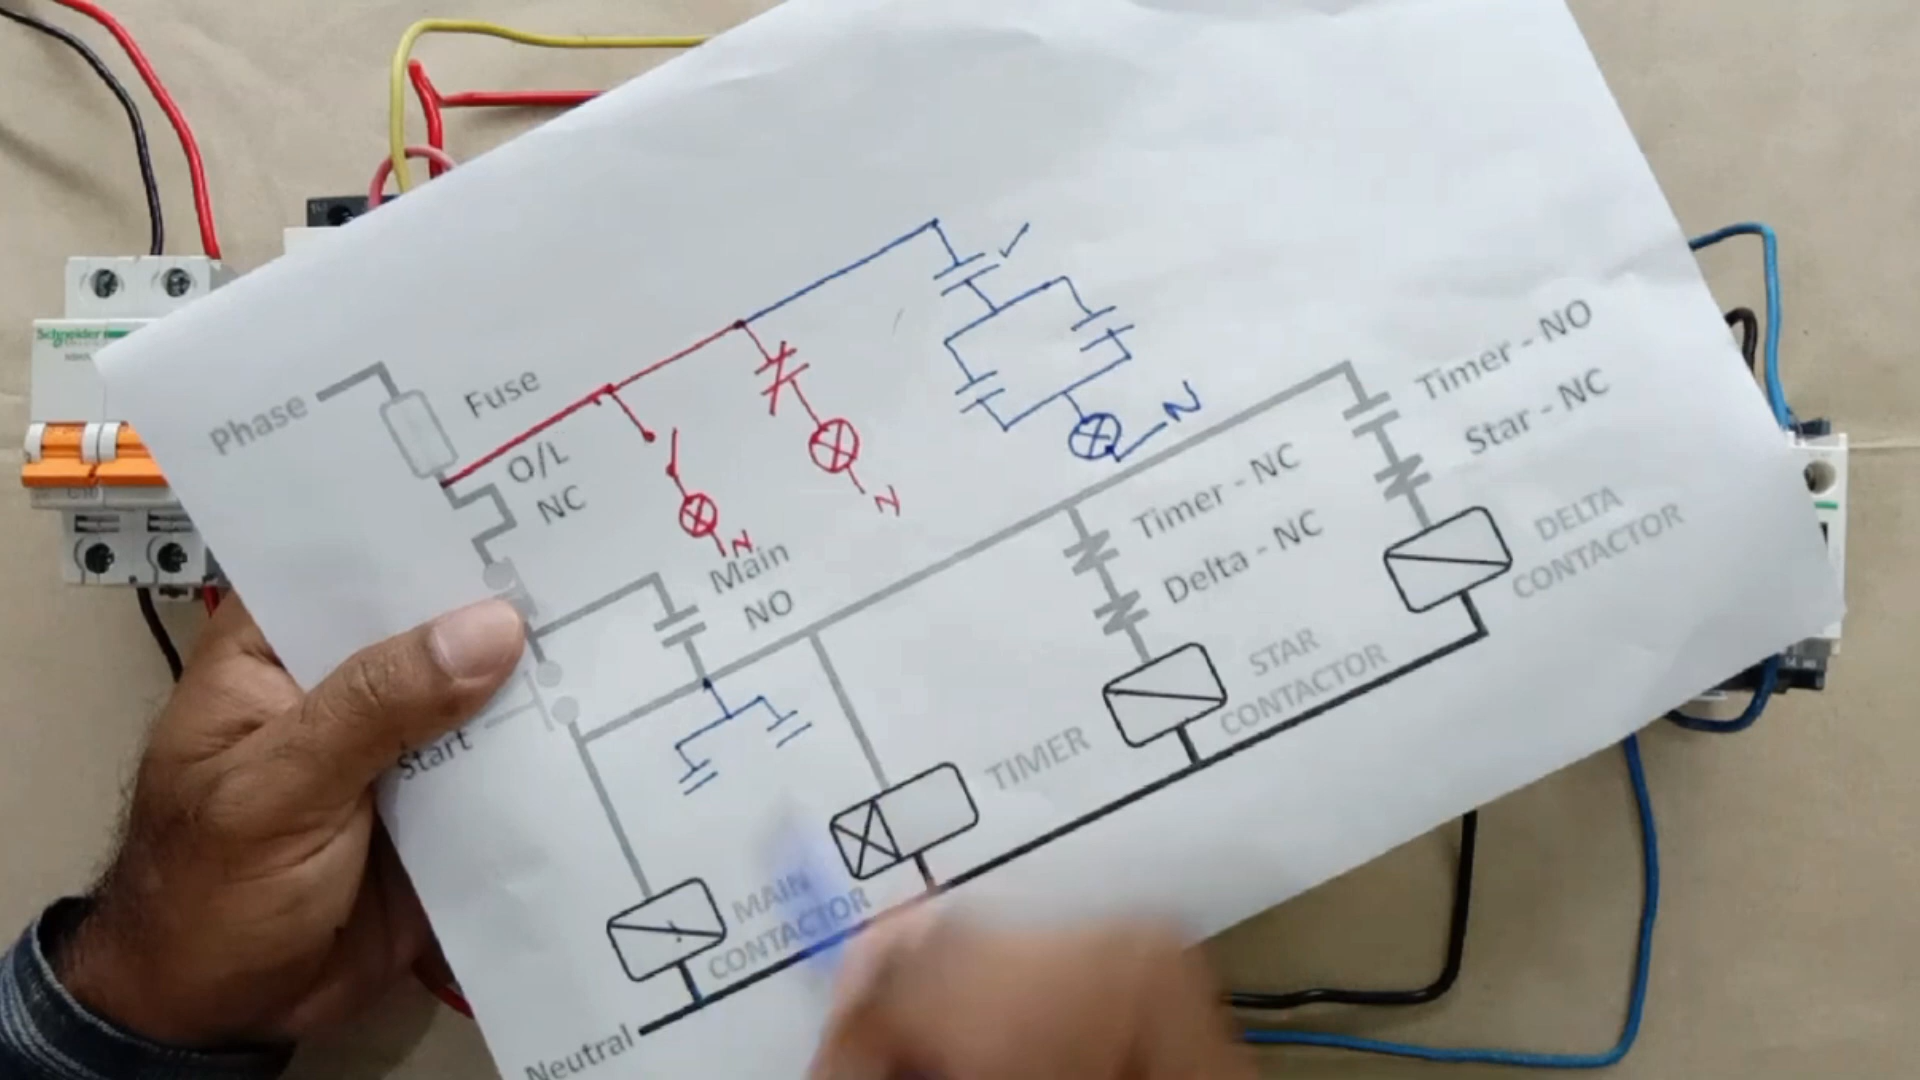 Schneider
Phase
Fuse
O/L
NC
N
N
N
Main
NO
Start
Timer - NO
Star - NC
Timer - NC
Delta - NC
DELTA
CONTACTOR
STAR
CONTACTOR
TIMER
MAIN
CONTACTOR
Neutral